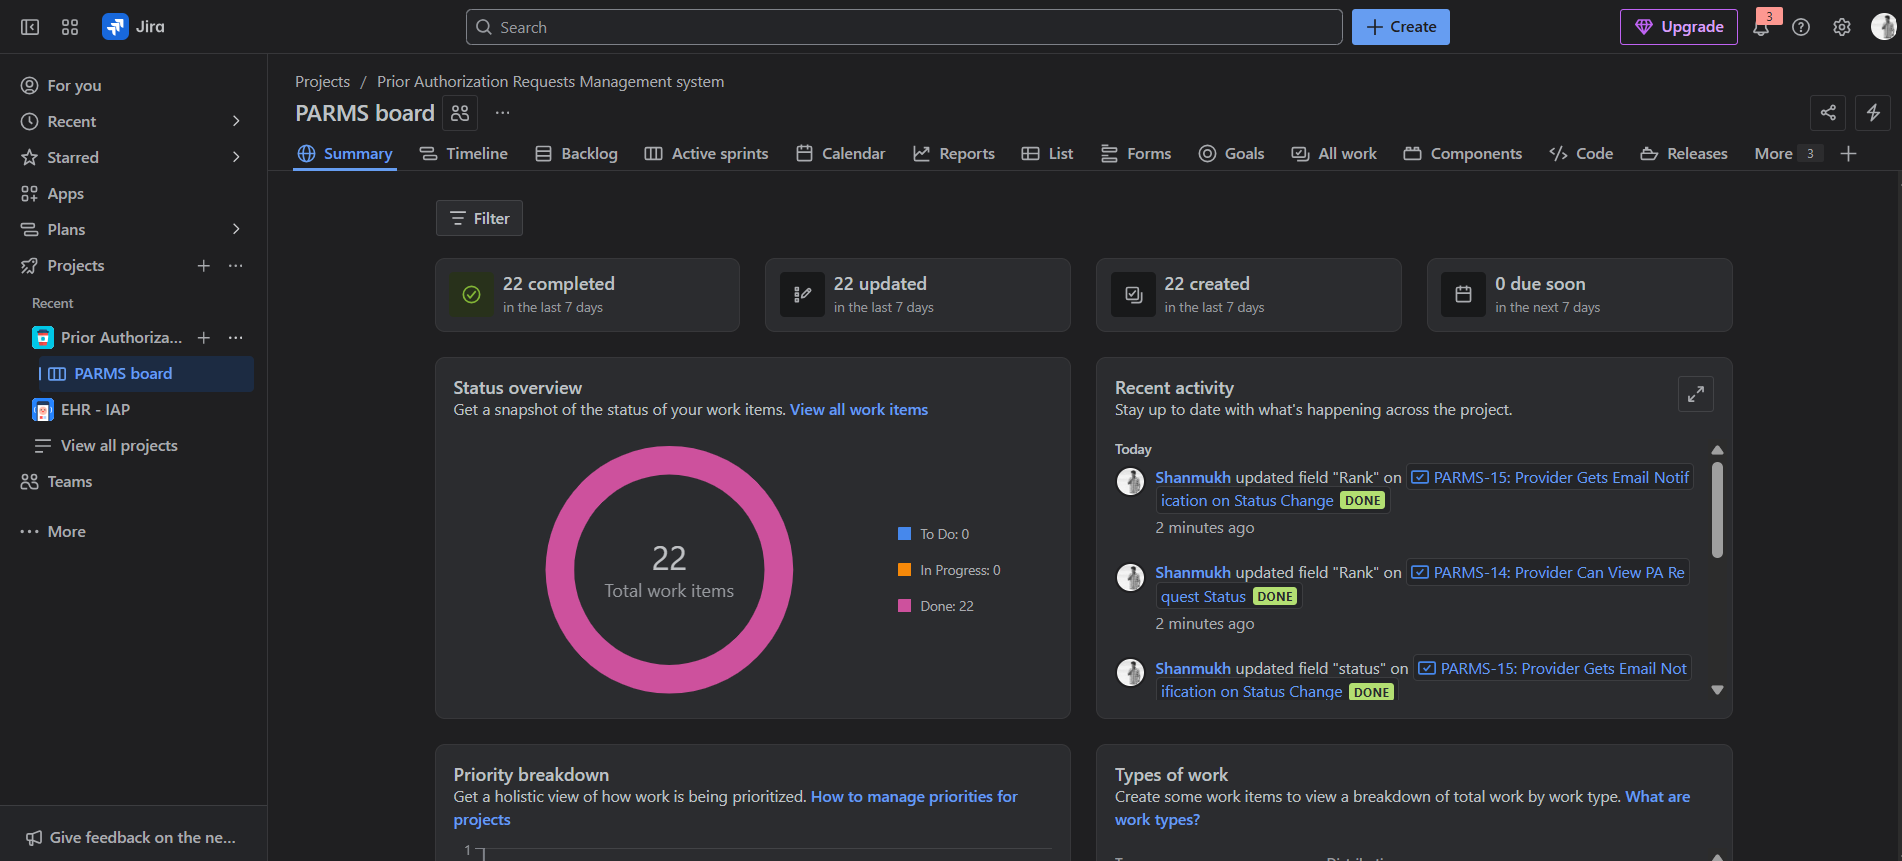 Jira
Search
Create
Upgrade
3
For you
Recent
Starred
Apps
Plans
Projects
Recent
Prior Authoriza...
PARMS board
EHR - IAP
View all projects
Teams
More
Give feedback on the ne...
Projects / Prior Authorization Requests Management system
PARMS board
Summary
Timeline
Backlog
Active sprints
Calendar
Reports
List
Forms
Goals
All work
Components
Code
Releases
More 3
Filter
22 completed
in the last 7 days
22 updated
in the last 7 days
22 created
in the last 7 days
0 due soon
in the next 7 days
Status overview
Get a snapshot of the status of your work items. View all work items
22
Total work items
To Do: 0
In Progress: 0
Done: 22
Recent activity
Stay up to date with what's happening across the project.
Today
Shanmukh updated field "Rank" on PARMS-15: Provider Gets Email Notif
ication on Status Change DONE
2 minutes ago
Shanmukh updated field "Rank" on PARMS-14: Provider Can View PA Re
quest Status DONE
2 minutes ago
Shanmukh updated field "status" on PARMS-15: Provider Gets Email Not
ification on Status Change DONE
Priority breakdown
Get a holistic view of how work is being prioritized. How to manage priorities for
projects
1
Types of work
Create some work items to view a breakdown of total work by work type. What are
work types?